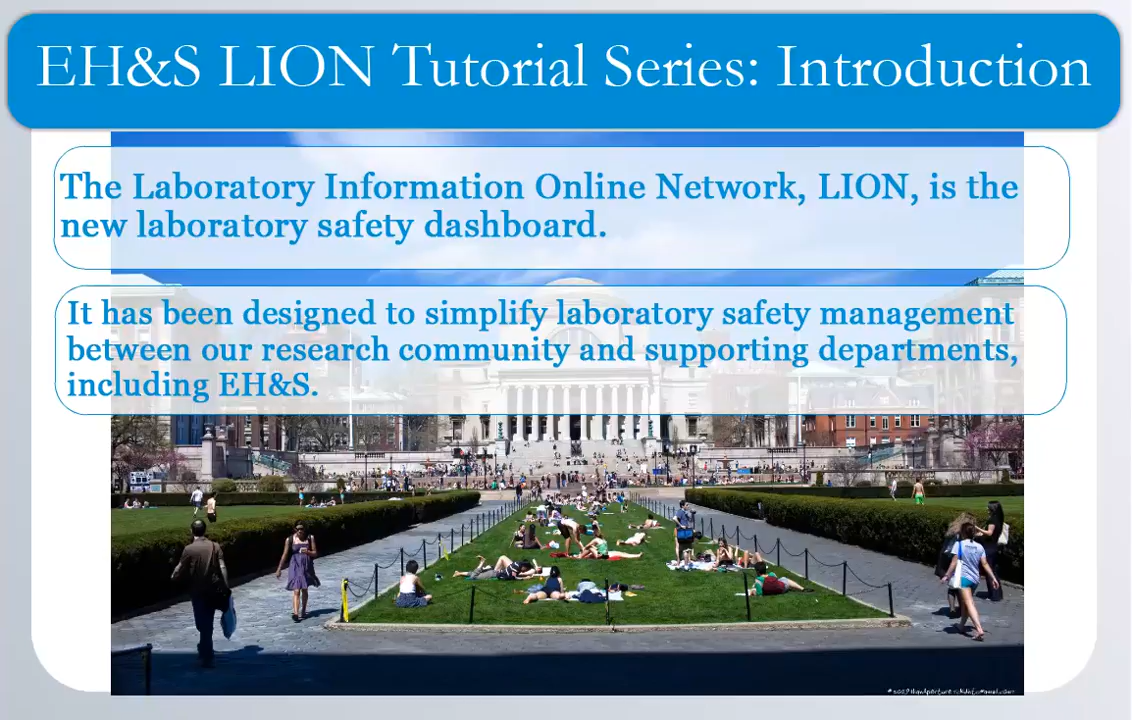 EH&S LION Tutorial Series: Introduction
The Laboratory Information Online Network, LION, is the
new laboratory safety dashboard.
It has been designed to simplify laboratory safety management
between our research community and supporting departments,
including EH&S.